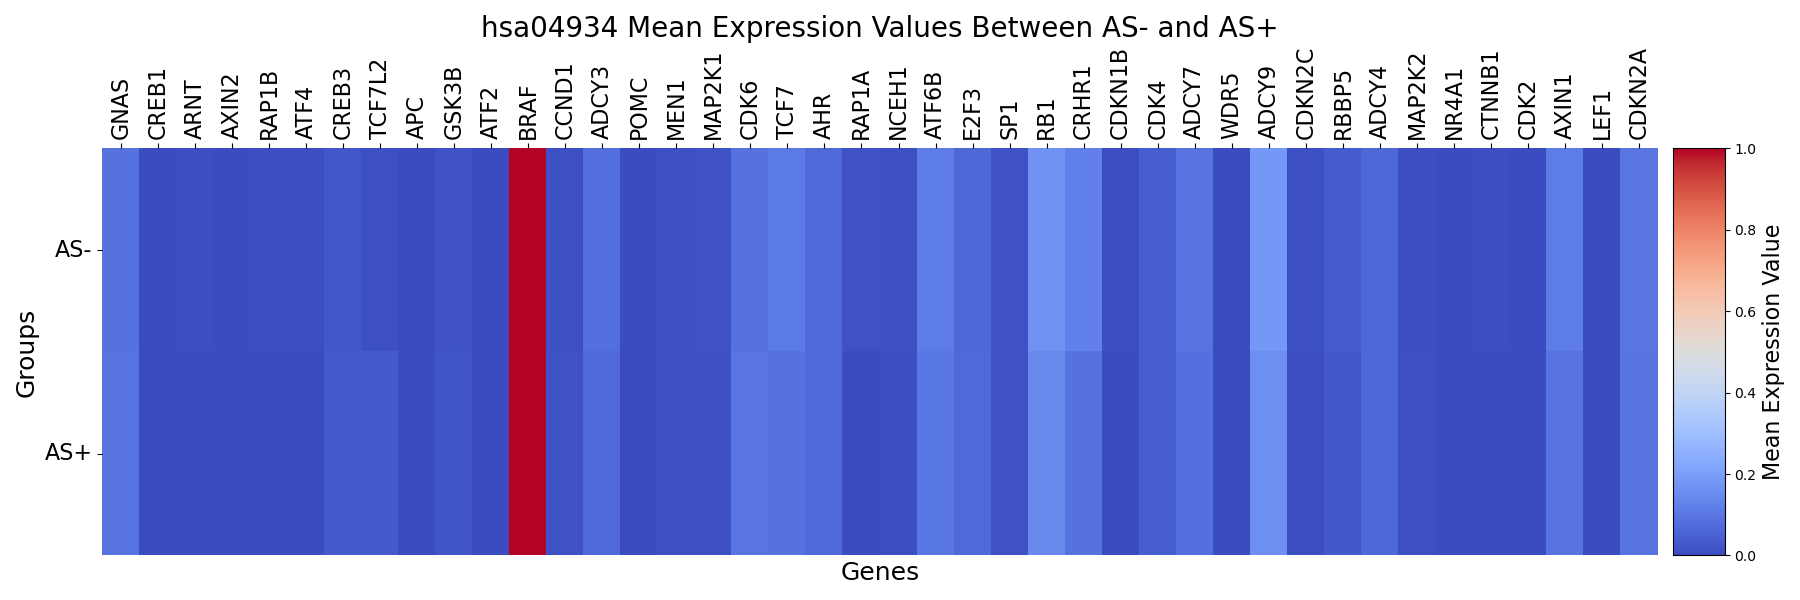 hsa04934 Mean Expression Values Between AS- and AS+
GNAS
CREB1
ARNT
AXIN2
RAP1B
ATF4
CREB3
TCF7L2
APC
GSK3B
ATF2
BRAF
CCND1
ADCY3
POMC
MEN1
MAP2K1
CDK6
TCF7
AHR
RAP1A
NCEH1
ATF6B
E2F3
SP1
RB1
CRHR1
CDKN1B
CDK4
ADCY7
WDR5
ADCY9
CDKN2C
RBBP5
ADCY4
MAP2K2
NR4A1
CTNNB1
CDK2
AXIN1
LEF1
CDKN2A
Groups
AS-
AS+
Genes
1.0
0.8
0.6
0.4
0.2
0.0
Mean Expression Value